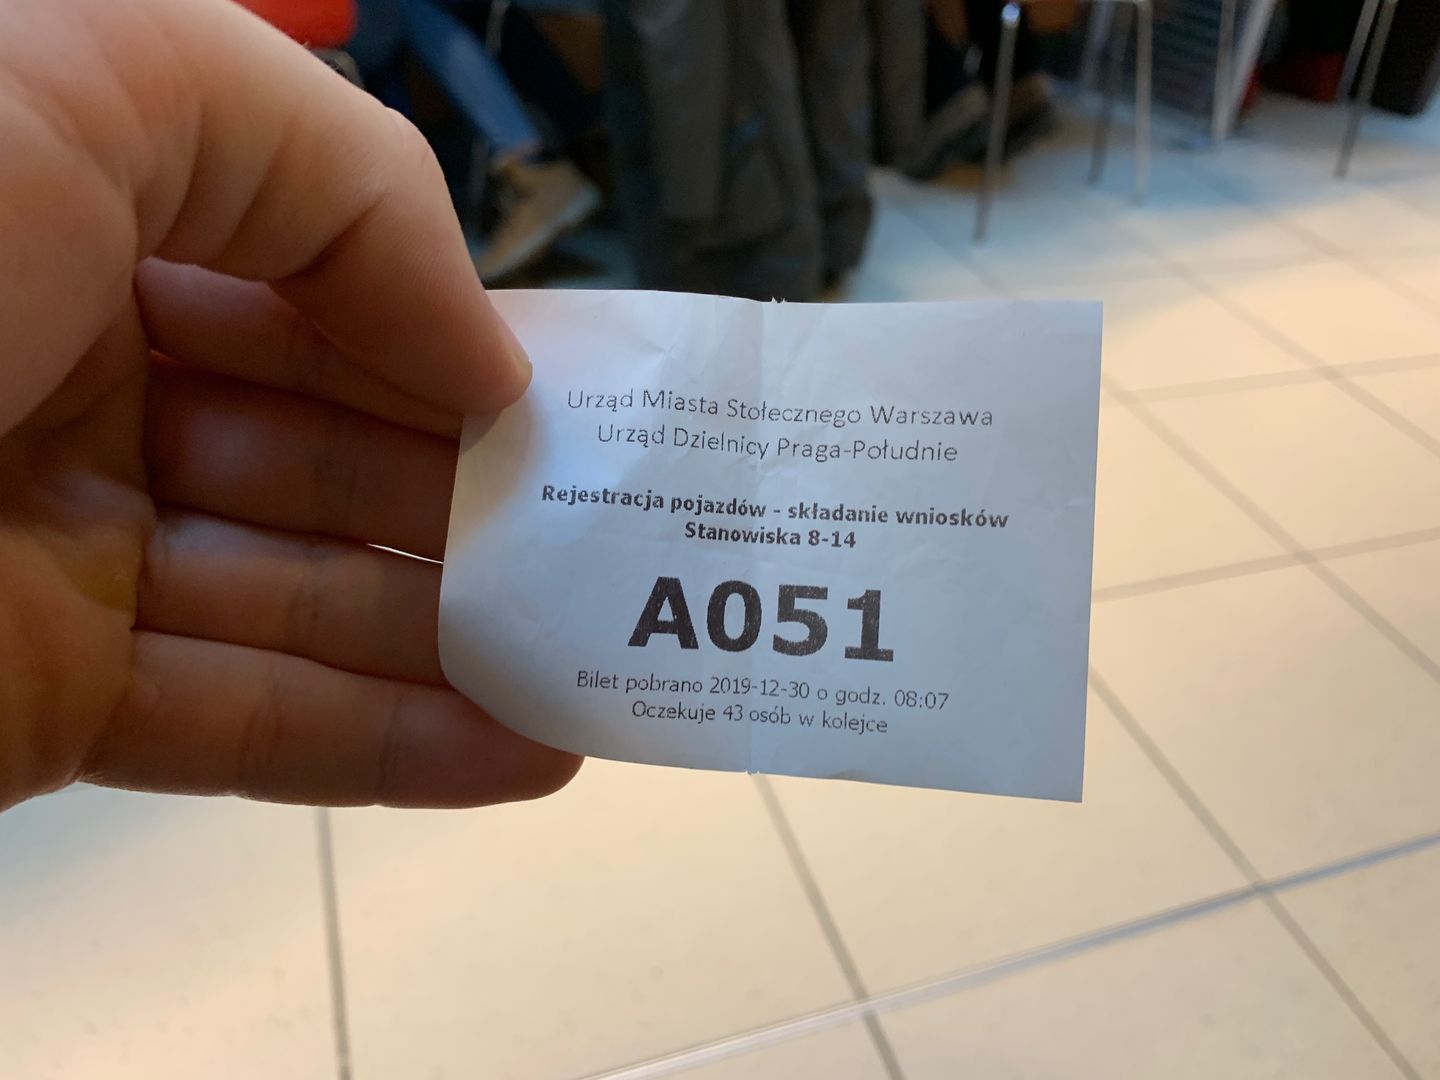 Urząd Miasta Stołecznego Warszawa
Urząd Dzielnicy Praga-Południe
Rejestracja pojazdów - składanie wniosków
Stanowiska 8-14
A051
Bilet pobrano 2019-12-30 o godz. 08:07
Oczekuje 43 osób w kolejce